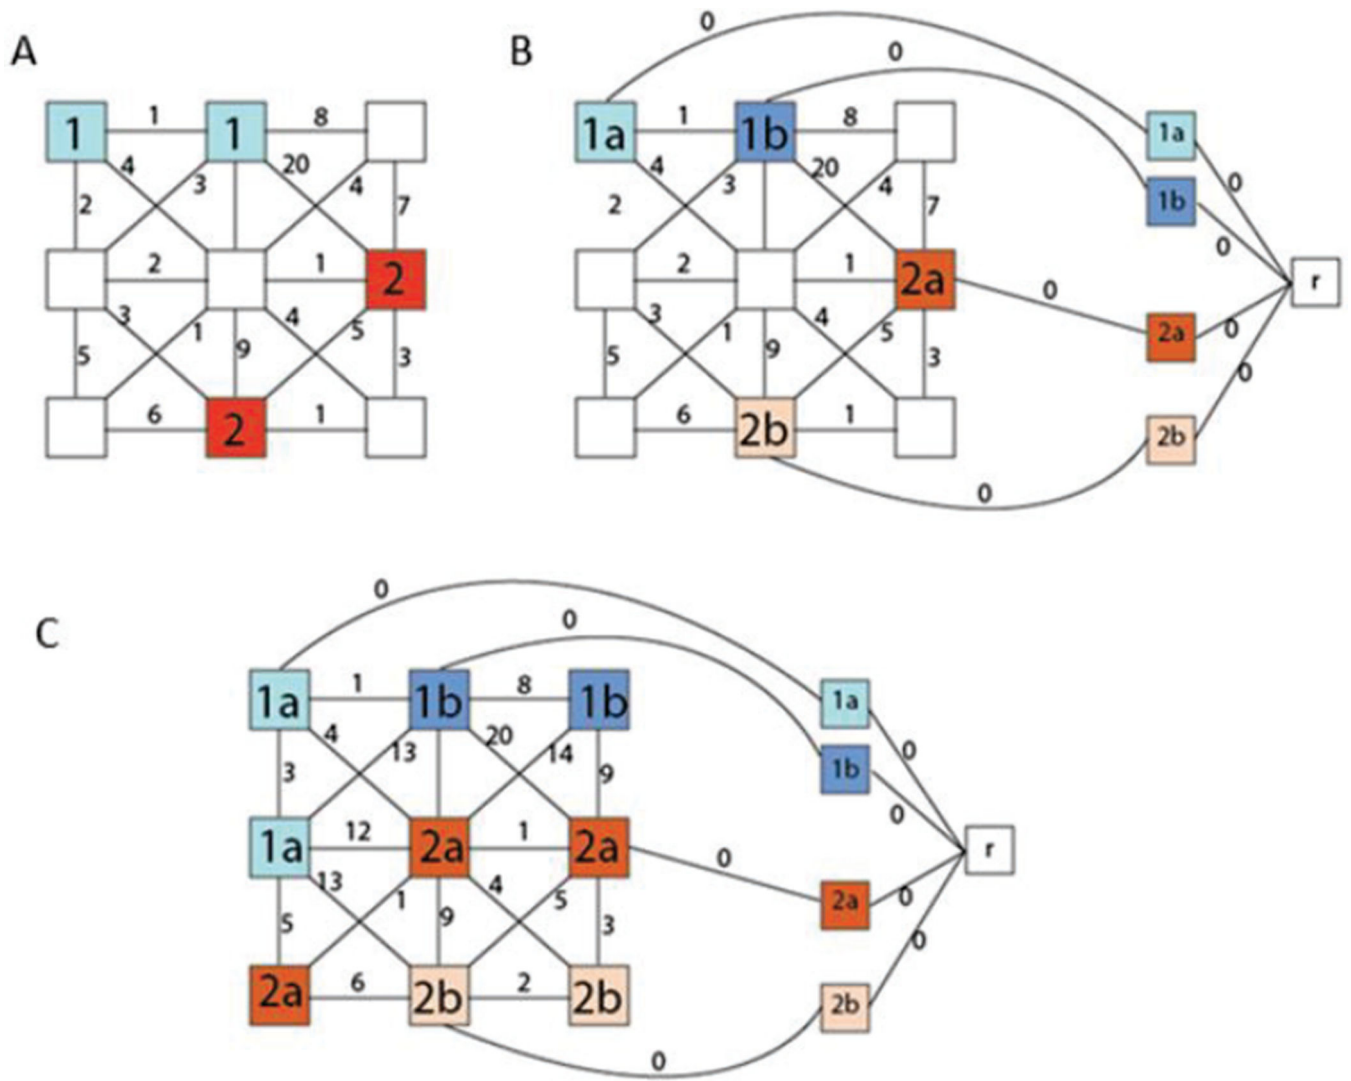 A
1 1 1 8
4 3 20 4
2 7
2 1 2
3 1 4 5
5 9 3
6 2 1
B
0
0
1a 1 1b 8 1a
4 3 20 4 0
2 7 1b
0
2 1 2a 0 r
3 1 4 5 2a 0
5 9 3 0
6 2b 1 2b
0
C
0
0
1a 1 1b 8 1b 1a
4 13 20 14 0
3 9 1b
0
1a 12 2a 1 2a 0 r
13 1 4 5 2a 0
5 9 3 0
2a 6 2b 2 2b 2b
0